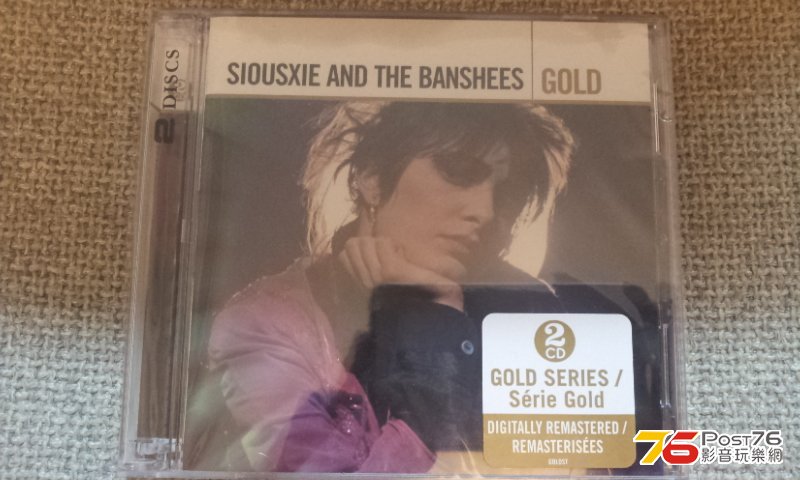 2 DISCS
SIOUSXIE AND THE BANSHEES GOLD
2
CD
GOLD SERIES /
Série Gold
DIGITALLY REMASTERED /
REMASTERISÉES
76 Post76
影音玩樂網